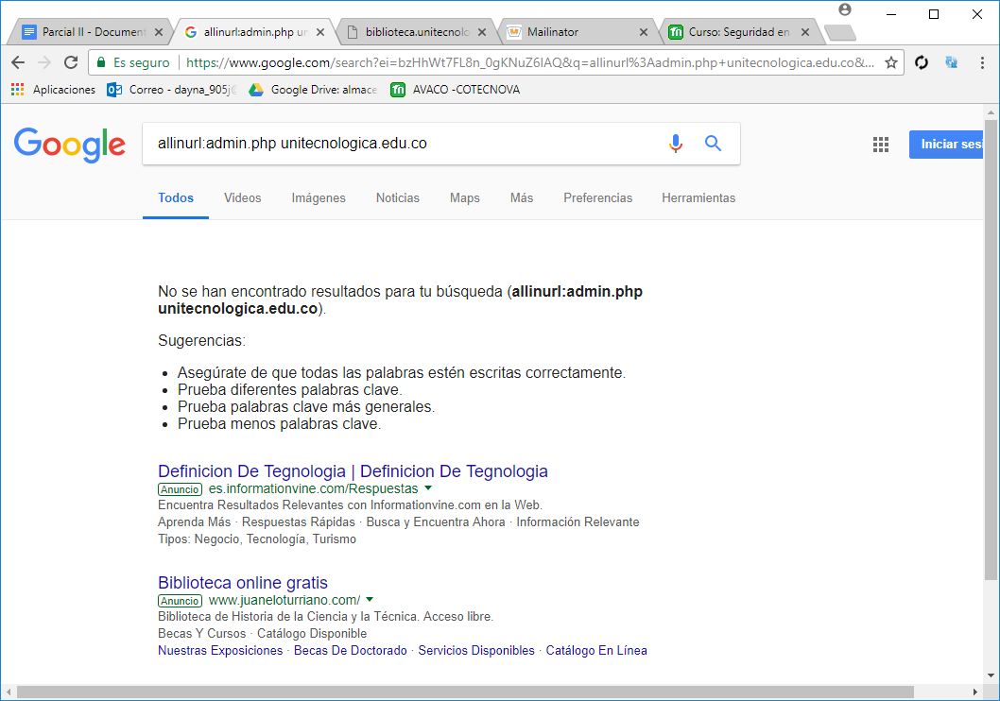 Parcial II - Document
allinurl:admin.php un
biblioteca.unitecnolo
Mailinator
Curso: Seguridad en
Es seguro
https://www.google.com/search?ei=bzHhWt7FL8n_0gKNuZ6IAQ&q=allinurl%3Aadmin.php+unitecnologica.edu.co&...
Aplicaciones
Correo - dayna_905j@
Google Drive: almace
AVACO -COTECNOVA
Google
allinurl:admin.php unitecnologica.edu.co
Iniciar sesi
Todos
Videos
Imágenes
Noticias
Maps
Más
Preferencias
Herramientas
No se han encontrado resultados para tu búsqueda (allinurl:admin.php
unitecnologica.edu.co).
Sugerencias:
• Asegúrate de que todas las palabras estén escritas correctamente.
• Prueba diferentes palabras clave.
• Prueba palabras clave más generales.
• Prueba menos palabras clave.
Definicion De Tegnologia | Definicion De Tegnologia
Anuncio es.informationvine.com/Respuestas
Encuentra Resultados Relevantes con Informationvine.com en la Web.
Aprenda Más · Respuestas Rápidas · Busca y Encuentra Ahora · Información Relevante
Tipos: Negocio, Tecnología, Turismo
Biblioteca online gratis
Anuncio www.juaneloturriano.com/
Biblioteca de Historia de la Ciencia y la Técnica. Acceso libre.
Becas Y Cursos · Catálogo Disponible
Nuestras Exposiciones · Becas De Doctorado · Servicios Disponibles · Catálogo En Línea